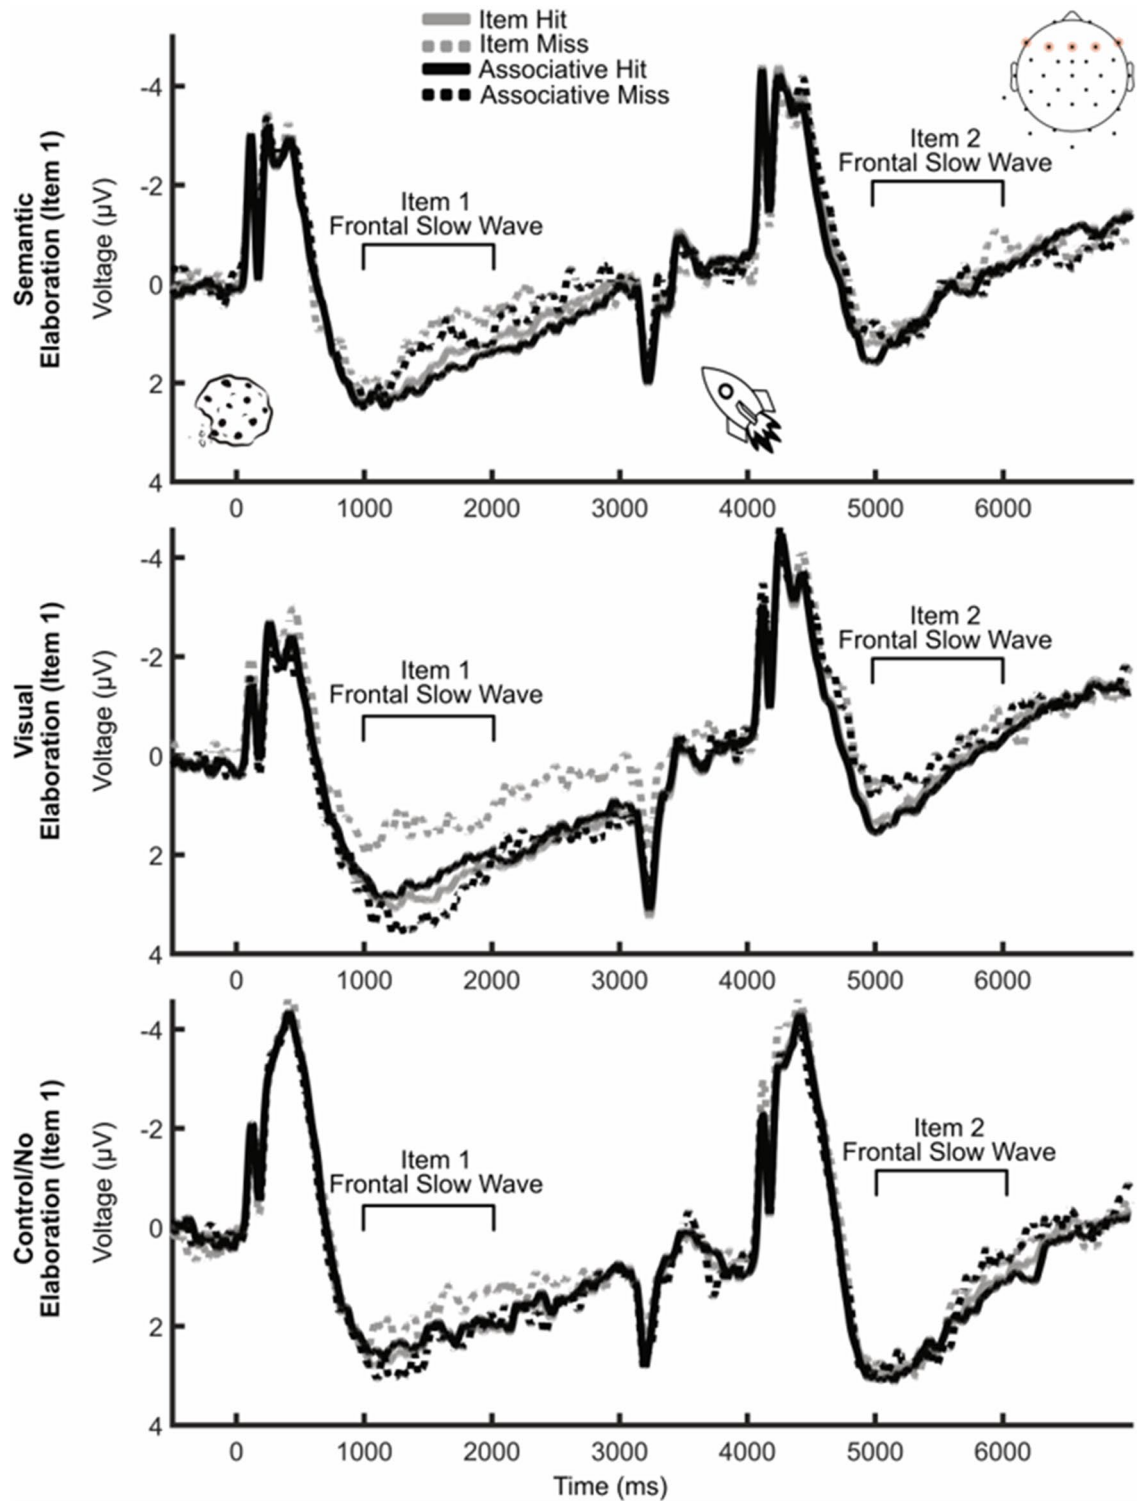 Item Hit
Item Miss
Associative Hit
Associative Miss
Semantic
Elaboration (Item 1)
Voltage (µV)
-4
-2
0
2
4
Item 1
Frontal Slow Wave
Item 2
Frontal Slow Wave
0 1000 2000 3000 4000 5000 6000
Visual
Elaboration (Item 1)
Voltage (µV)
-4
-2
0
2
4
Item 1
Frontal Slow Wave
Item 2
Frontal Slow Wave
0 1000 2000 3000 4000 5000 6000
Control/No
Elaboration (Item 1)
Voltage (µV)
-4
-2
0
2
4
Item 1
Frontal Slow Wave
Item 2
Frontal Slow Wave
0 1000 2000 3000 4000 5000 6000
Time (ms)